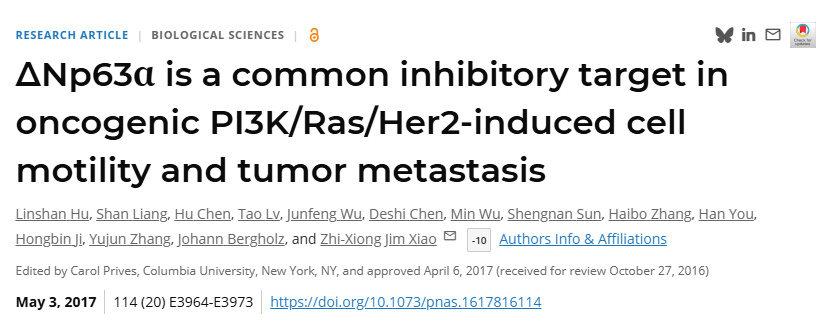 RESEARCH ARTICLE | BIOLOGICAL SCIENCES |
ΔNp63α is a common inhibitory target in
oncogenic PI3K/Ras/Her2-induced cell
motility and tumor metastasis
Linshan Hu, Shan Liang, Hu Chen, Tao Lv, Junfeng Wu, Deshi Chen, Min Wu, Shengnan Sun, Haibo Zhang, Han You,
Hongbin Ji, Yujun Zhang, Johann Bergholz, and Zhi-Xiong Jim Xiao -10 Authors Info & Affiliations
Edited by Carol Prives, Columbia University, New York, NY, and approved April 6, 2017 (received for review October 27, 2016)
May 3, 2017 | 114 (20) E3964-E3973 | https://doi.org/10.1073/pnas.1617816114